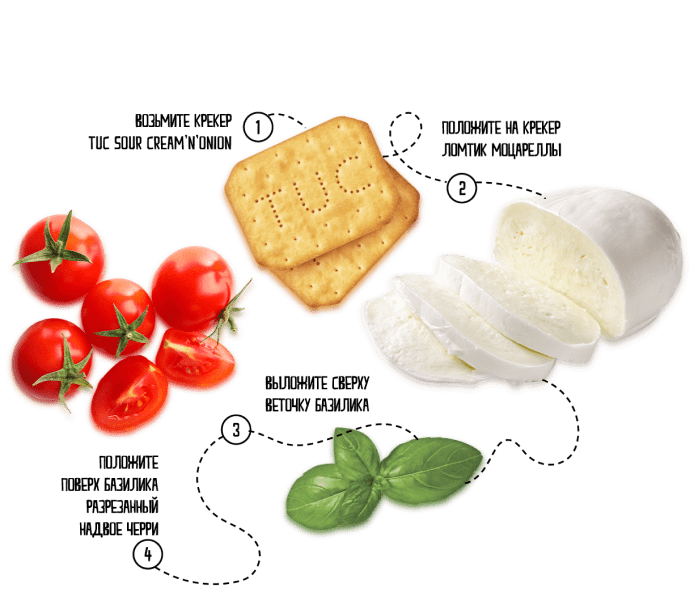 ВОЗЬМИТЕ КРЕКЕР
TUC SOUR CREAM'N'ONION
1
TUC
ПОЛОЖИТЕ НА КРЕКЕР
ЛОМТИК МОЦАРЕЛЛЫ
2
ВЫЛОЖИТЕ СВЕРХУ
ВЕТОЧКУ БАЗИЛИКА
3
ПОЛОЖИТЕ
ПОВЕРХ БАЗИЛИКА
РАЗРЕЗАННЫЙ
НАДВОЕ ЧЕРРИ
4